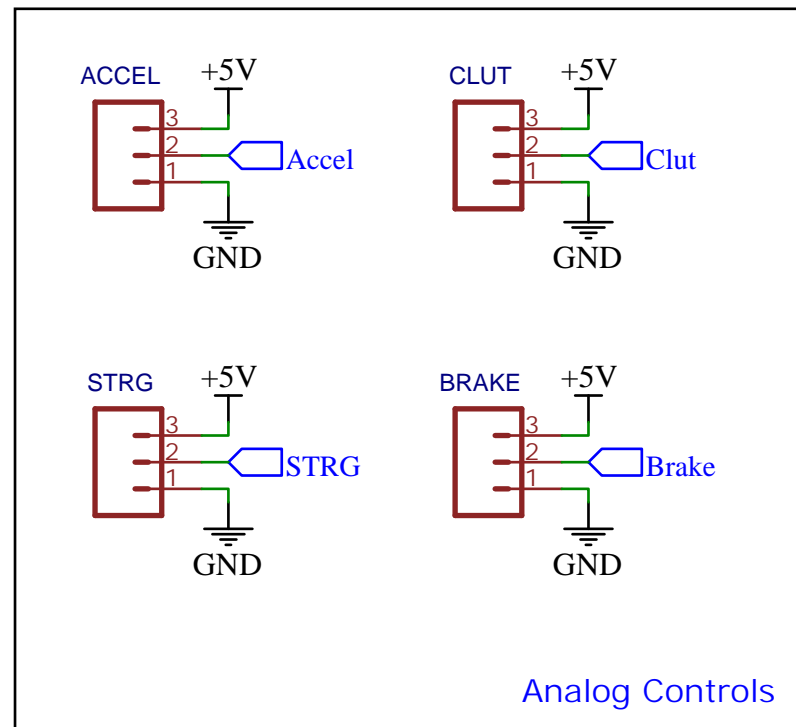 ACCEL
+5V
3
2
1
Accel
GND
CLUT
+5V
3
2
1
Clut
GND
STRG
+5V
3
2
1
STRG
GND
BRAKE
+5V
3
2
1
Brake
GND
Analog Controls